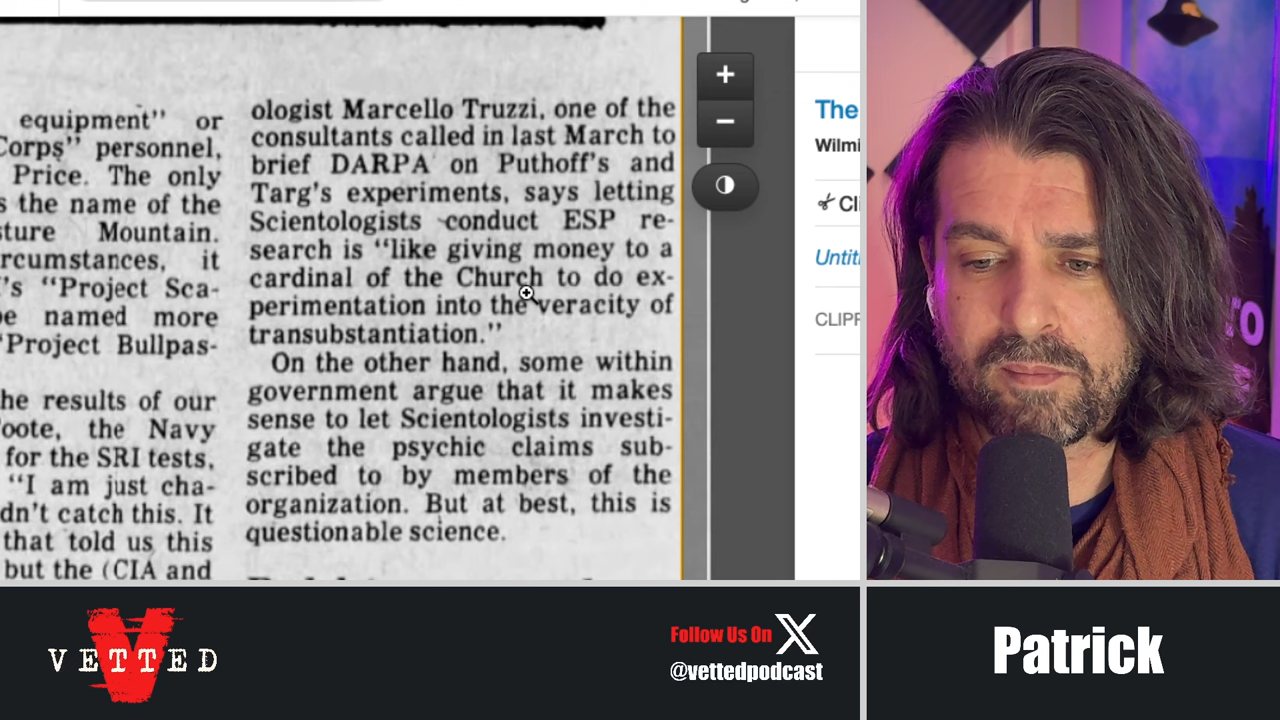 equipment" or
Corps" personnel,
Price. The only
s the name of the
sture Mountain.
rcumstances, it
's "Project Sca-
be named more
"Project Bullpas-
he results of our
oote, the Navy
for the SRI tests,
"I am just cha-
dn't catch this. It
that told us this
but the (CIA and
ologist Marcello Truzzi, one of the
consultants called in last March to
brief DARPA on Puthoff's and
Targ's experiments, says letting
Scientologists conduct ESP re-
search is "like giving money to a
cardinal of the Church to do ex-
perimentation into the veracity of
transubstantiation."
On the other hand, some within
government argue that it makes
sense to let Scientologists investi-
gate the psychic claims sub-
scribed to by members of the
organization. But at best, this is
questionable science.
The
Wilmi
Cli
Untit
CLIPP
VETTED
Follow Us On X
@vettedpodcast
Patrick